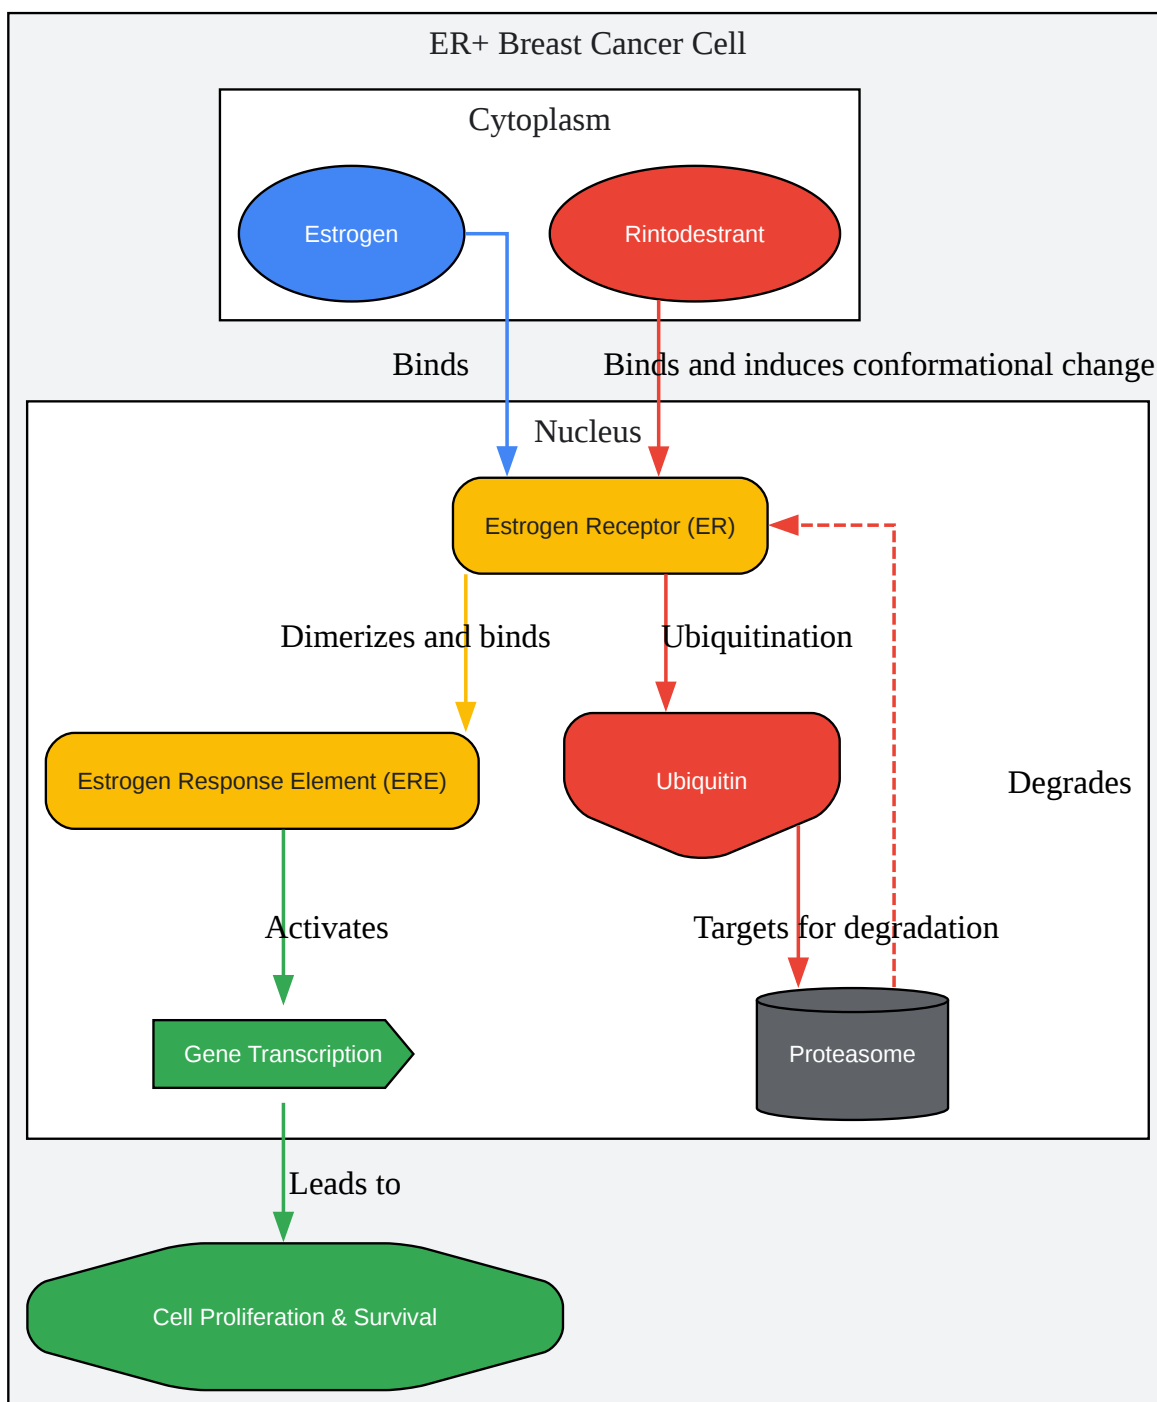 ER+ Breast Cancer Cell
Cytoplasm
Estrogen
Rintodestrant
Binds
Binds and induces conformational change
Nucleus
Estrogen Receptor (ER)
Dimerizes and binds
Ubiquitination
Estrogen Response Element (ERE)
Ubiquitin
Degrades
Activates
Targets for degradation
Gene Transcription
Proteasome
Leads to
Cell Proliferation & Survival